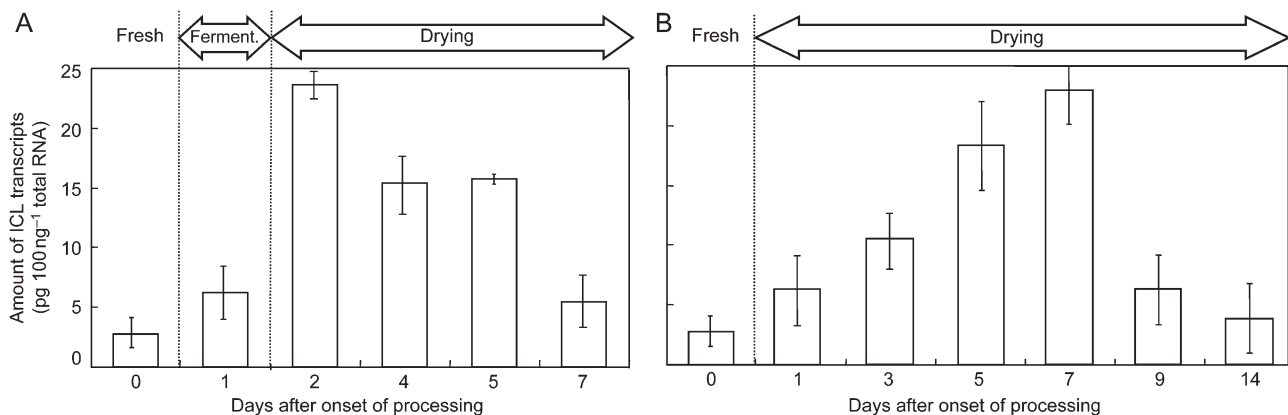 A
Fresh
Ferment.
Drying
Amount of ICL transcripts
(pg 100 ng⁻¹ total RNA)
25
20
15
10
5
0
0 1 2 4 5 7
Days after onset of processing
B
Fresh
Drying
0 1 3 5 7 9 14
Days after onset of processing